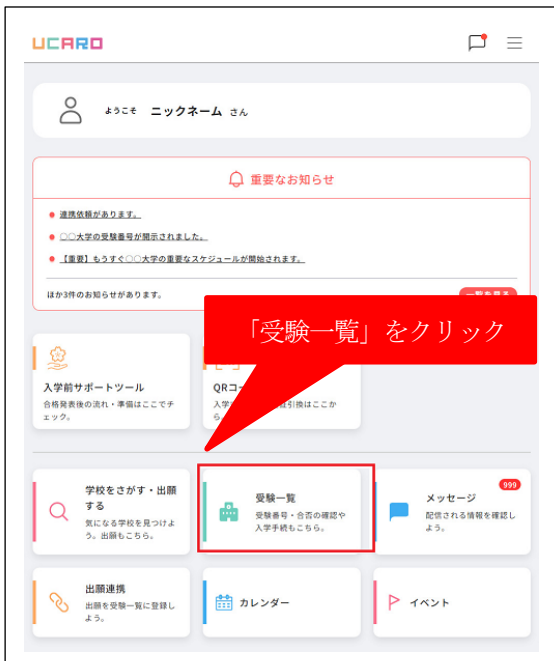 UCARO
ようこそ ニックネーム さん
重要なお知らせ
連携依頼があります。
○○大学の受験番号が開示されました。
【重要】もうすぐ○○大学の重要なスケジュールが開始されます。
ほか3件のお知らせがあります。
「受験一覧」をクリック
入学前サポートツール
合格発表後の流れ・準備はここでチ
ェック。
QRコー
入学
引換はここか
ら
学校をさがす・出願
する
気になる学校を見つけよ
う。出願もこちら。
受験一覧
受験番号・合否の確認や
入学手続もこちら。
999
メッセージ
配信される情報を確認し
よう。
出願連携
出願を受験一覧に登録し
よう。
カレンダー
イベント